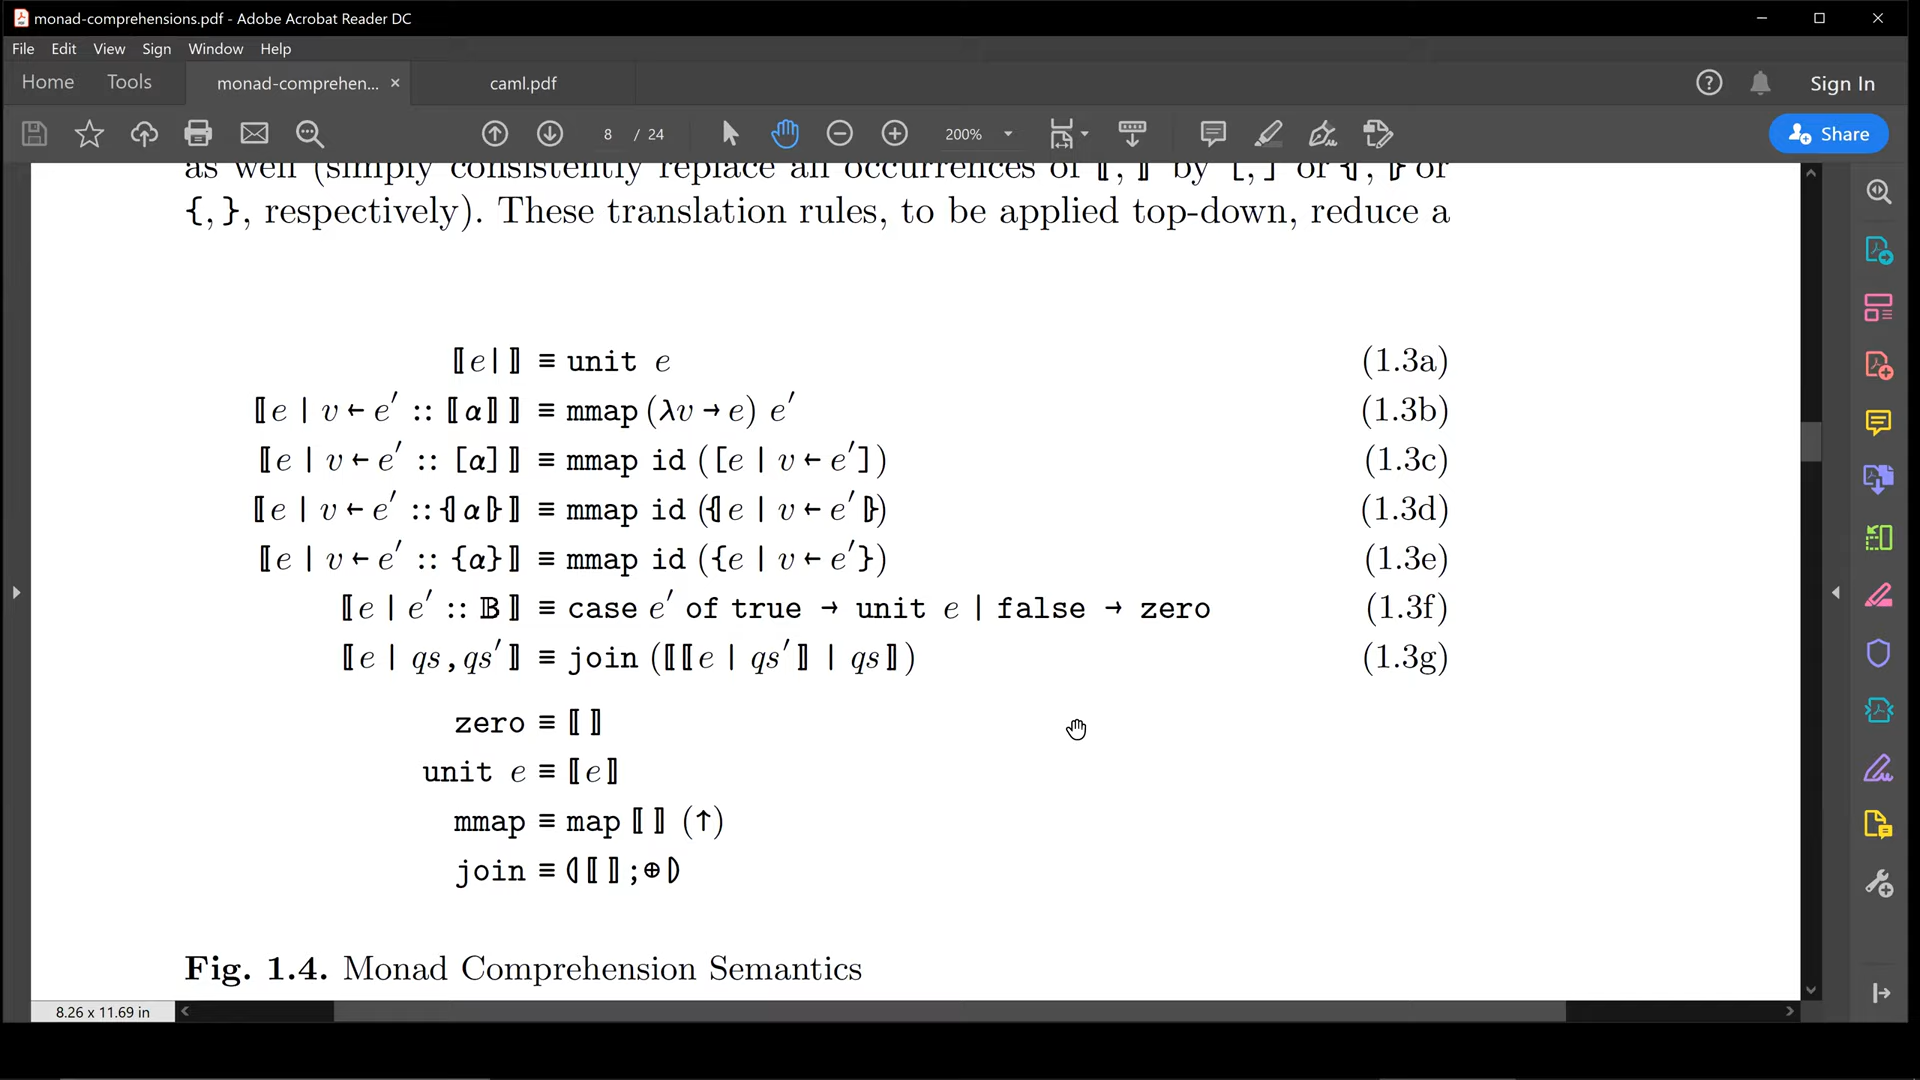 monad-comprehensions.pdf - Adobe Acrobat Reader DC
File Edit View Sign Window Help
Home Tools monad-comprehen... × caml.pdf Sign In
8 / 24 200% Share
as well (simply consistently replace all occurrences of ⟦,⟧ by [,] or ⦃,⦄ or
{,}, respectively). These translation rules, to be applied top-down, reduce a
⟦e|⟧ ≡ unit e (1.3a)
⟦e | v ← e′ :: ⟦α⟧⟧ ≡ mmap (λv → e) e′ (1.3b)
⟦e | v ← e′ :: [α]⟧ ≡ mmap id ([e | v ← e′]) (1.3c)
⟦e | v ← e′ :: ⦃α⦄⟧ ≡ mmap id (⦃e | v ← e′⦄) (1.3d)
⟦e | v ← e′ :: {α}⟧ ≡ mmap id ({e | v ← e′}) (1.3e)
⟦e | e′ :: 𝔹⟧ ≡ case e′ of true → unit e | false → zero (1.3f)
⟦e | qs,qs′⟧ ≡ join (⟦⟦e | qs′⟧ | qs⟧) (1.3g)
zero ≡ ⟦⟧
unit e ≡ ⟦e⟧
mmap ≡ map ⟦⟧ (↑)
join ≡ ⦇⟦⟧;⊕⦈
Fig. 1.4. Monad Comprehension Semantics
8.26 x 11.69 in